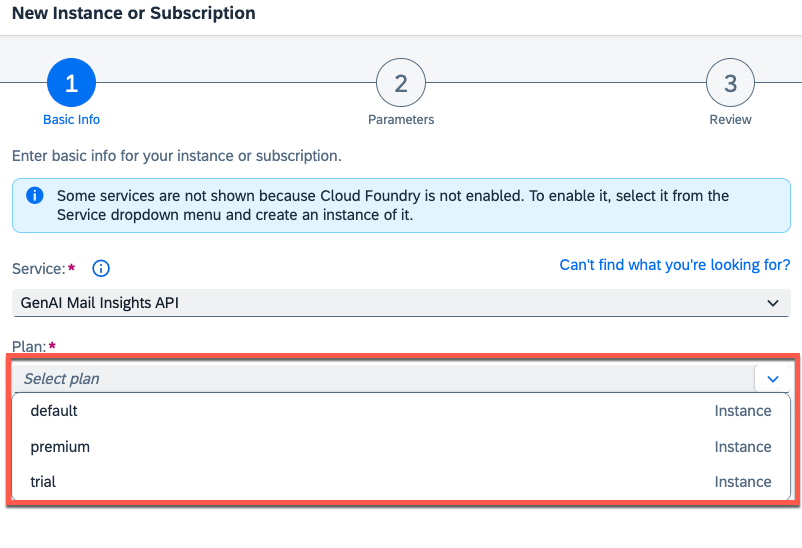 New Instance or Subscription
1
2
3
Basic Info
Parameters
Review
Enter basic info for your instance or subscription.
i Some services are not shown because Cloud Foundry is not enabled. To enable it, select it from the
Service dropdown menu and create an instance of it.
Service:* i Can't find what you're looking for?
GenAI Mail Insights API
Plan:*
Select plan
default Instance
premium Instance
trial Instance